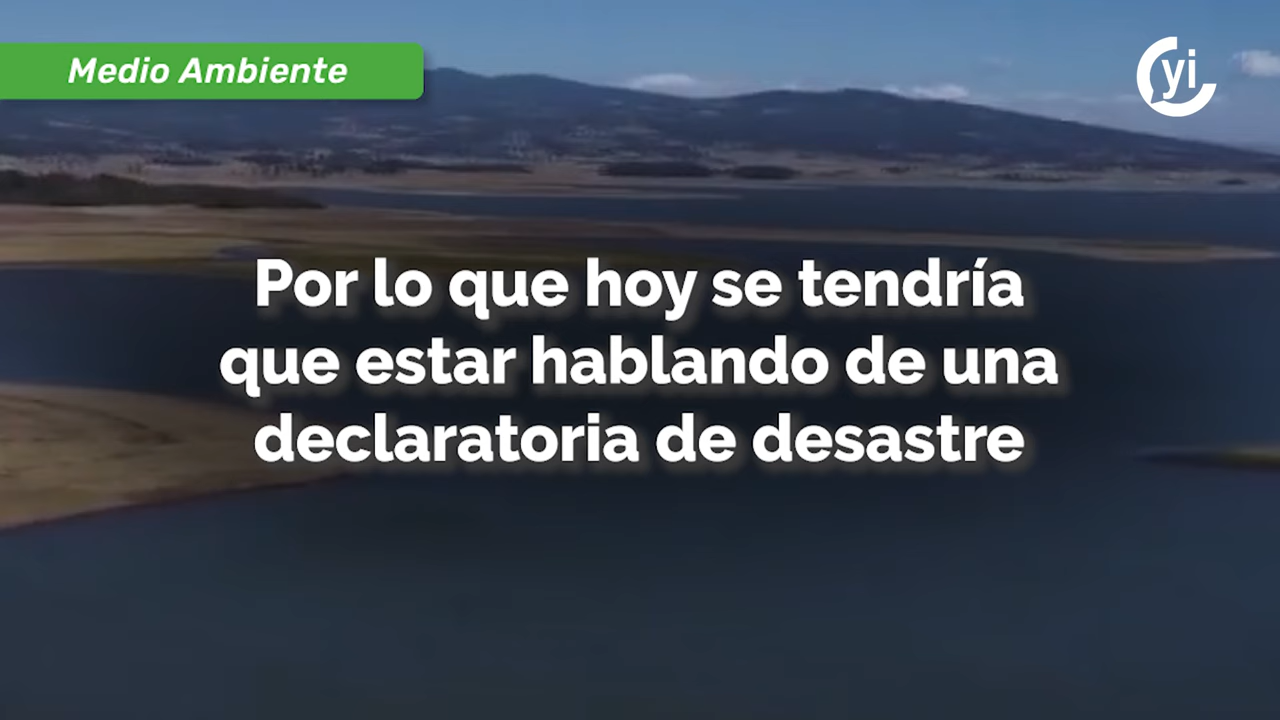 Medio Ambiente
yi
Por lo que hoy se tendría
que estar hablando de una
declaratoria de desastre